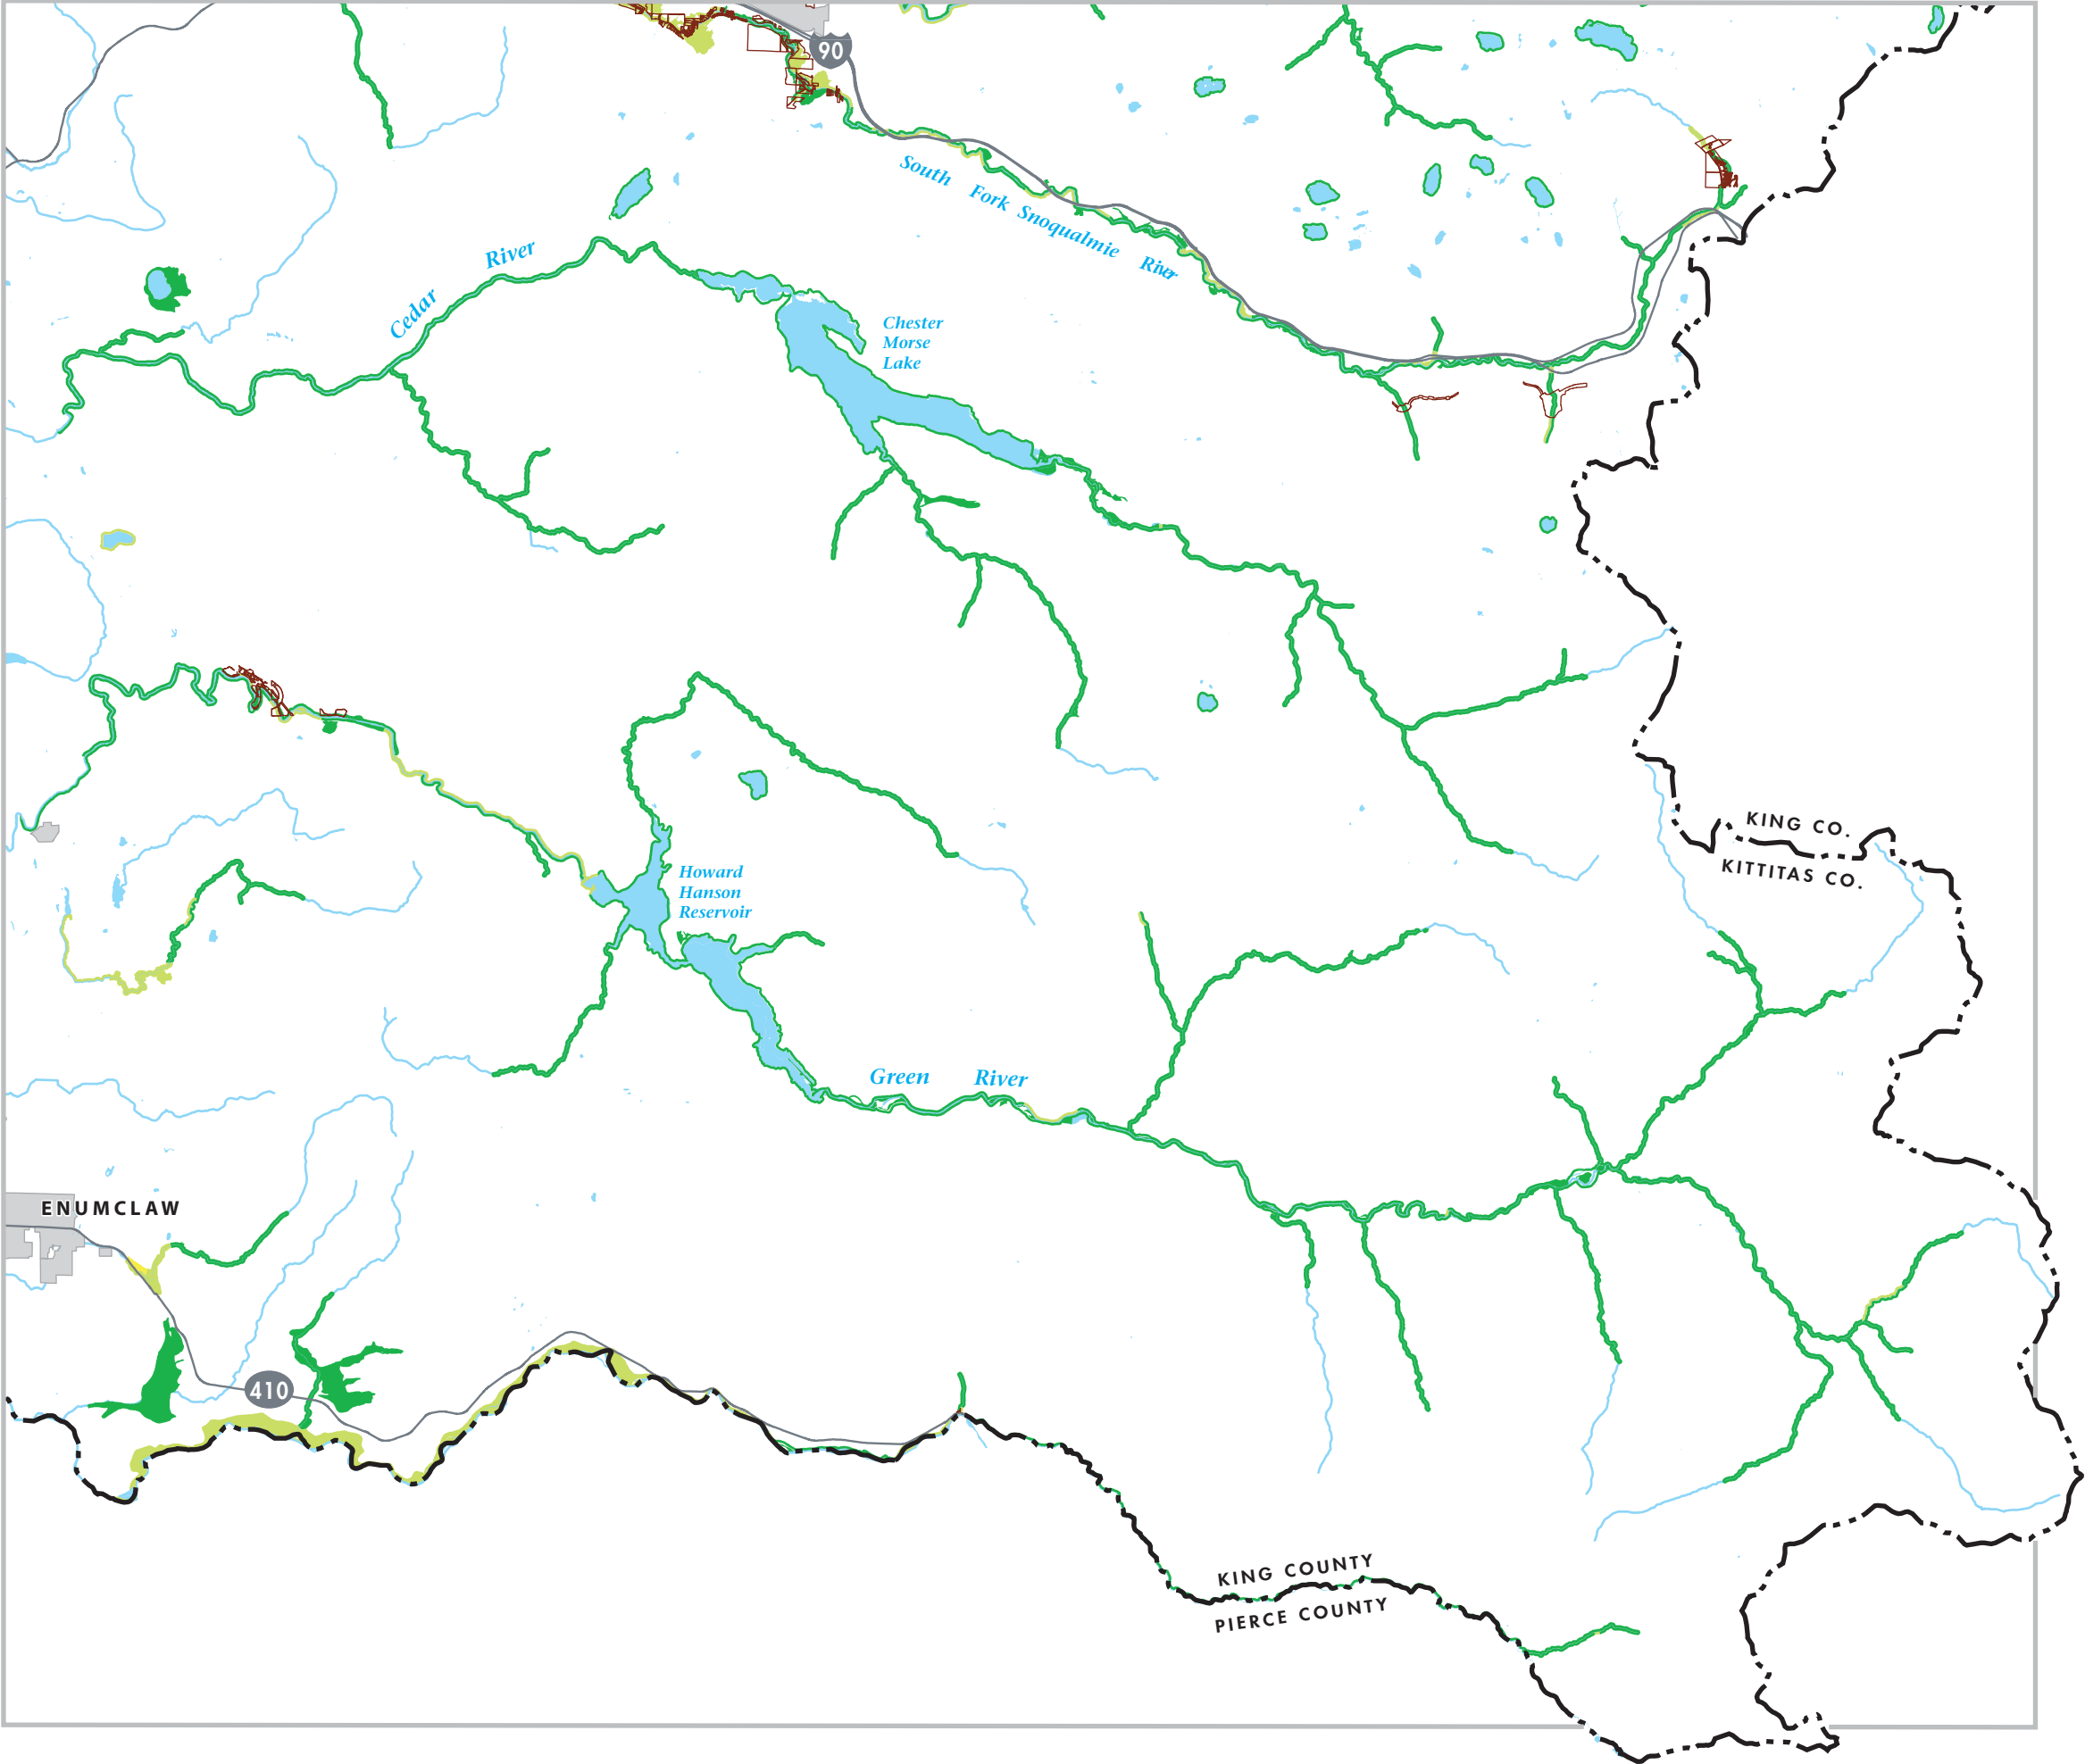 90
South Fork Snoqualmie River
Cedar River
Chester
Morse
Lake
KING CO.
KITTITAS CO.
Howard
Hanson
Reservoir
Green River
ENUMCLAW
410
KING COUNTY
PIERCE COUNTY